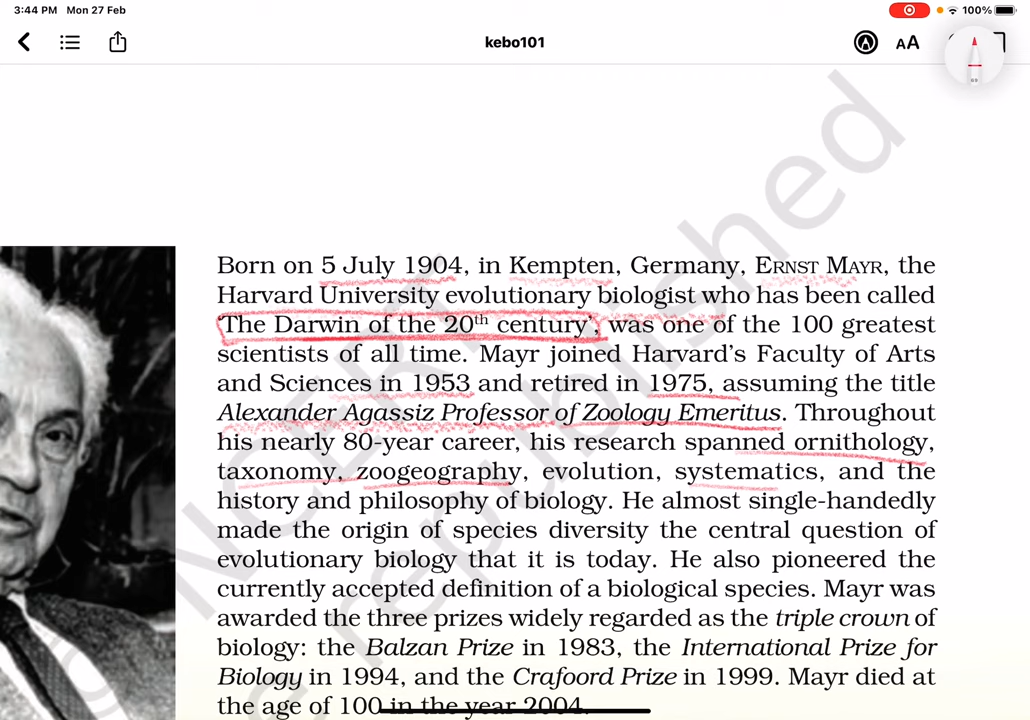 3:44 PM Mon 27 Feb
100%
kebo101
AA
Born on 5 July 1904, in Kempten, Germany, ERNST MAYR, the
Harvard University evolutionary biologist who has been called
‘The Darwin of the 20th century’, was one of the 100 greatest
scientists of all time. Mayr joined Harvard’s Faculty of Arts
and Sciences in 1953 and retired in 1975, assuming the title
Alexander Agassiz Professor of Zoology Emeritus. Throughout
his nearly 80-year career, his research spanned ornithology,
taxonomy, zoogeography, evolution, systematics, and the
history and philosophy of biology. He almost single-handedly
made the origin of species diversity the central question of
evolutionary biology that it is today. He also pioneered the
currently accepted definition of a biological species. Mayr was
awarded the three prizes widely regarded as the triple crown of
biology: the Balzan Prize in 1983, the International Prize for
Biology in 1994, and the Crafoord Prize in 1999. Mayr died at
the age of 100 in the year 2004.
NCERT
republished